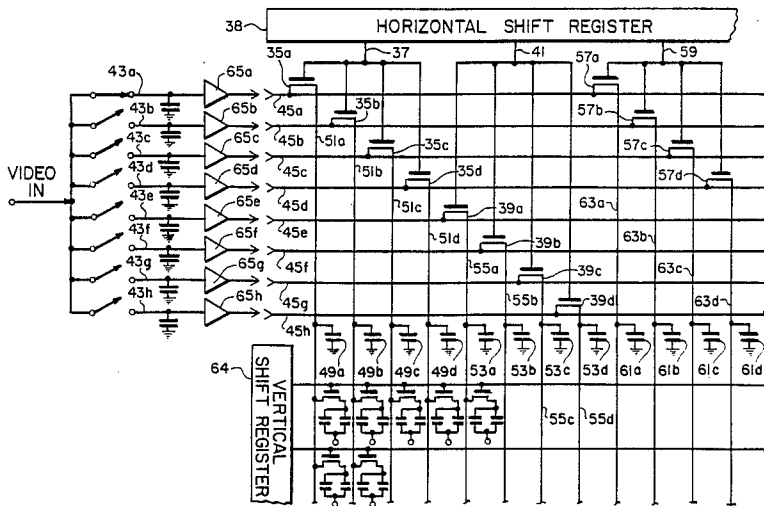 38
HORIZONTAL SHIFT REGISTER
35a
37
41
59
43a
65a
57a
43b
65b
45a
35b
57b
43c
65c
45b
51a
35c
57c
VIDEO IN
43d
65d
45c
51b
35d
57d
43e
65e
45d
51c
39a
63a
43f
65f
45e
51d
39b
63b
43g
65g
45f
55a
39c
63c
43h
65h
45g
55b
39d
63d
45h
64
VERTICAL SHIFT REGISTER
49a
49b
49c
49d
53a
53b
53c
53d
61a
61b
61c
61d
55c
55d